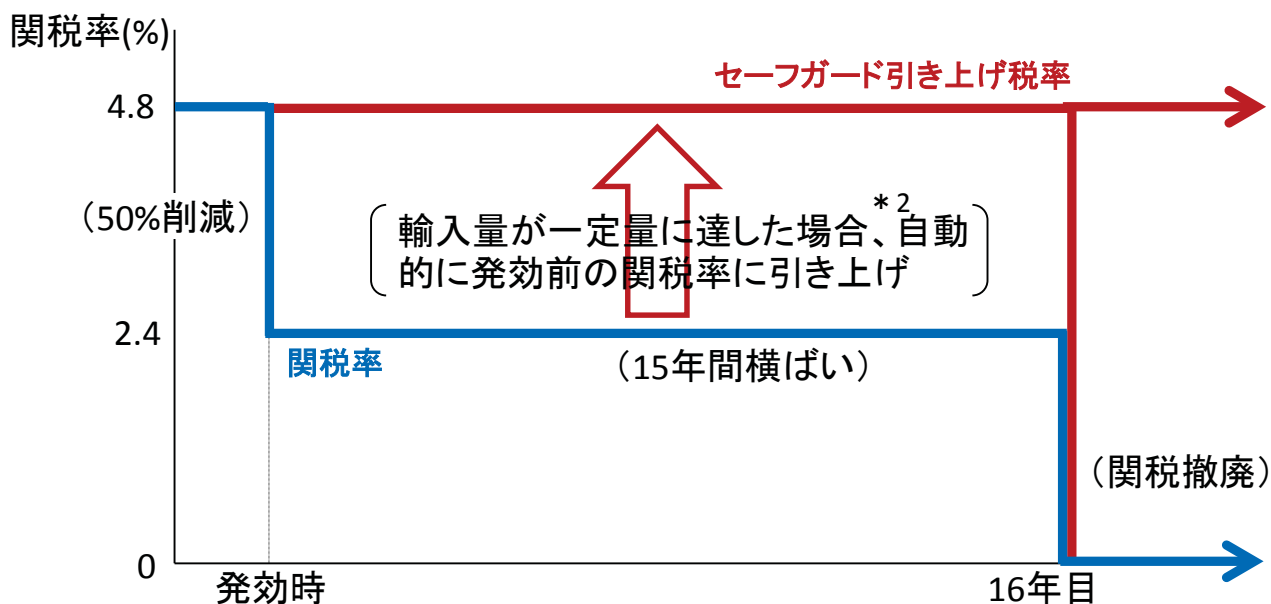 関税率(%)
セーフガード引き上げ税率
4.8
（50%削減）
輸入量が一定量に達した場合＊2、自動
的に発効前の関税率に引き上げ
2.4
関税率
（15年間横ばい）
（関税撤廃）
0
発効時
16年目